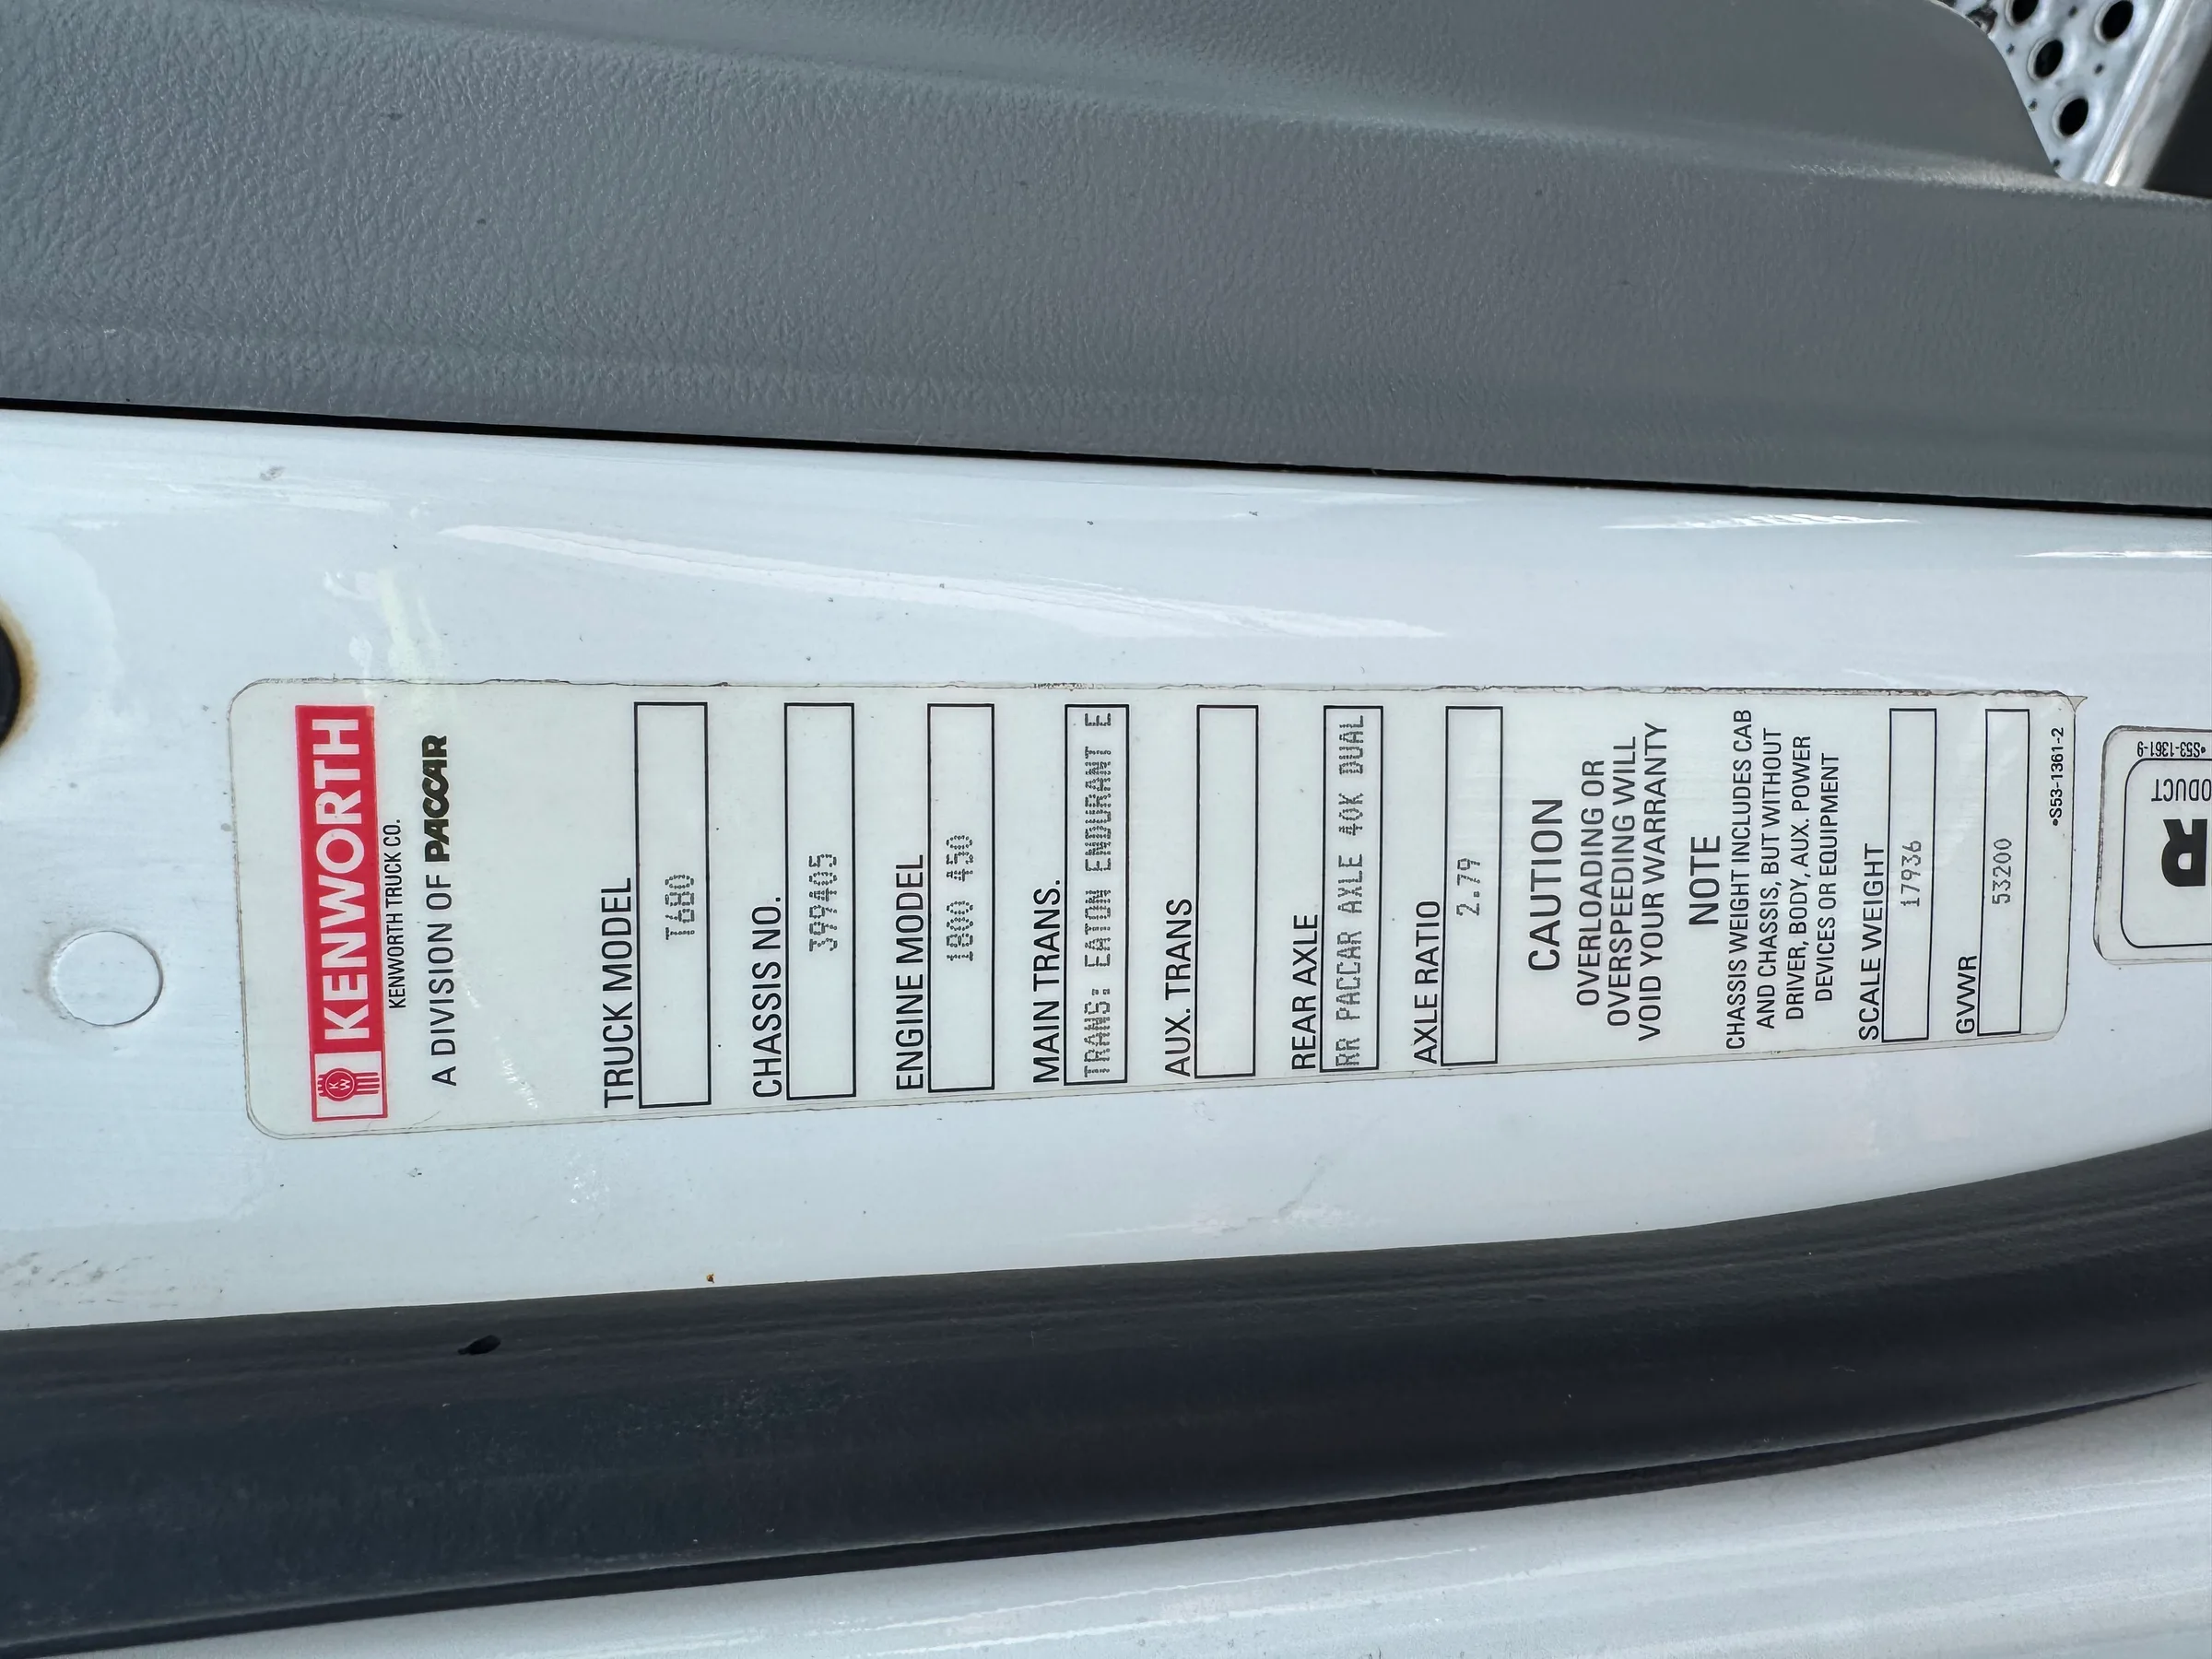 KENWORTH
KENWORTH TRUCK CO.
A DIVISION OF PACCAR
TRUCK MODEL
T680
CHASSIS NO.
399405
ENGINE MODEL
1800 450
MAIN TRANS.
TRANS: EATON ENDURANT E
AUX. TRANS
REAR AXLE
RR PACCAR AXLE 40K DUAL
AXLE RATIO
2.79
CAUTION
OVERLOADING OR
OVERSPEEDING WILL
VOID YOUR WARRANTY
NOTE
CHASSIS WEIGHT INCLUDES CAB
AND CHASSIS, BUT WITHOUT
DRIVER, BODY, AUX. POWER
DEVICES OR EQUIPMENT
SCALE WEIGHT
17936
GVWR
53200
•S53-1361-2
•S53-1361-9